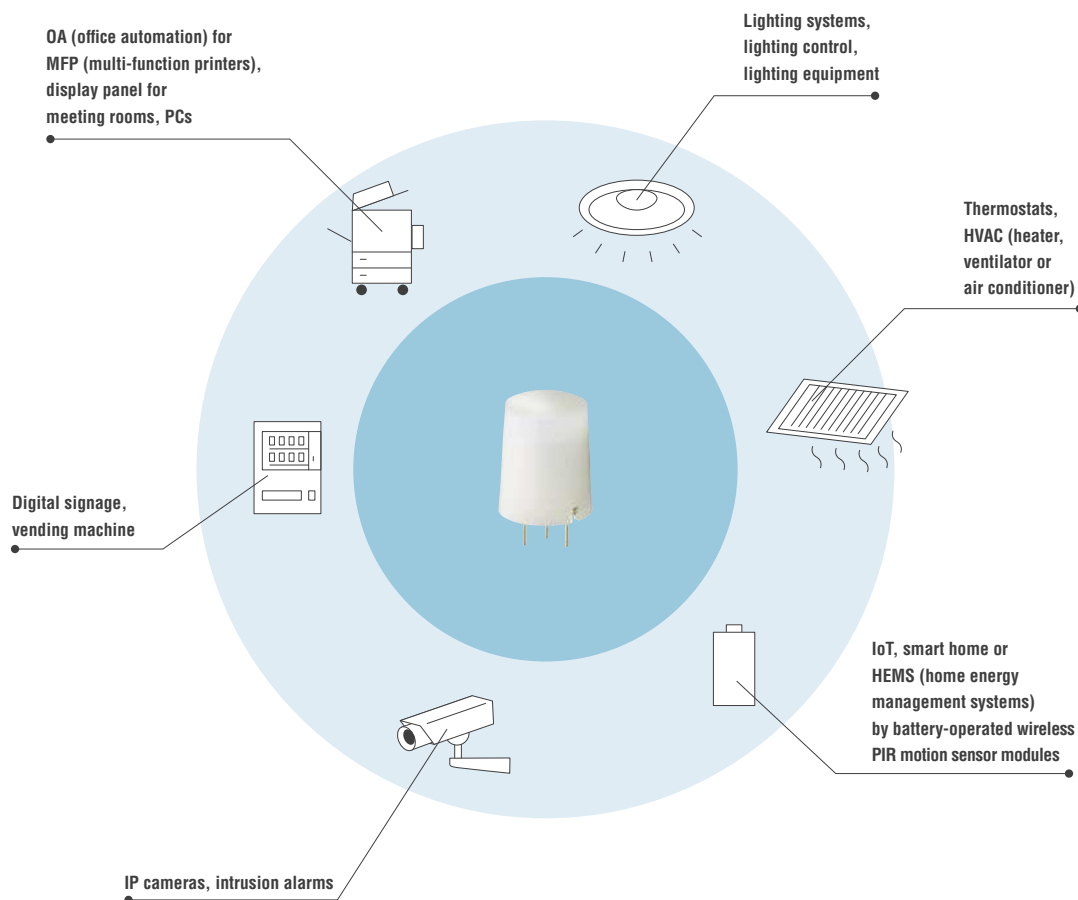 OA (office automation) for
MFP (multi-function printers),
display panel for
meeting rooms, PCs
Lighting systems,
lighting control,
lighting equipment
Thermostats,
HVAC (heater,
ventilator or
air conditioner)
Digital signage,
vending machine
IoT, smart home or
HEMS (home energy
management systems)
by battery-operated wireless
PIR motion sensor modules
IP cameras, intrusion alarms